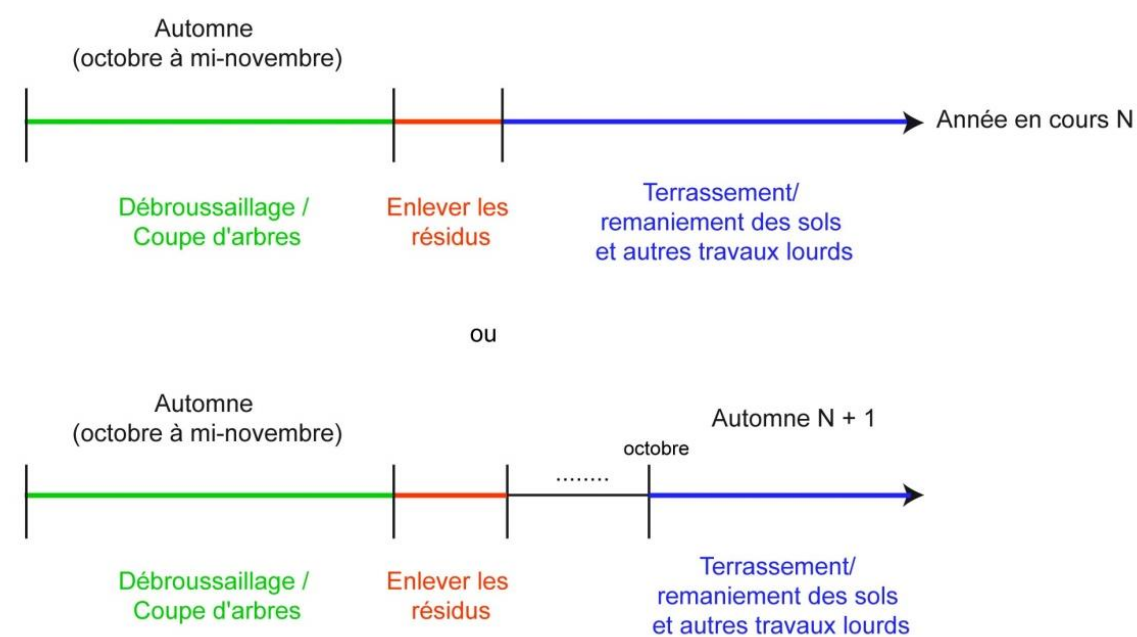 Automne
(octobre à mi-novembre)
Année en cours N
Débroussaillage /
Coupe d'arbres
Enlever les
résidus
Terrassement/
remaniement des sols
et autres travaux lourds
ou
Automne
(octobre à mi-novembre)
Automne N + 1
octobre
........
Débroussaillage /
Coupe d'arbres
Enlever les
résidus
Terrassement/
remaniement des sols
et autres travaux lourds